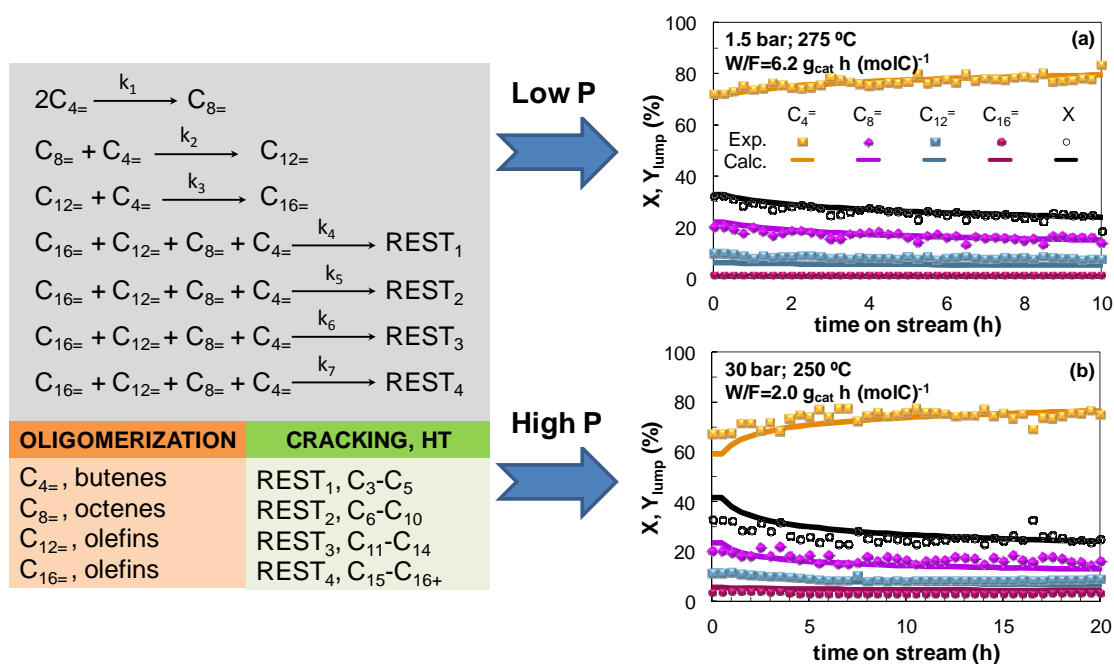 2C4= k1 C8=
C8= + C4= k2 C12=
C12= + C4= k3 C16=
C16= + C12= + C8= + C4= k4 REST1
C16= + C12= + C8= + C4= k5 REST2
C16= + C12= + C8= + C4= k6 REST3
C16= + C12= + C8= + C4= k7 REST4
OLIGOMERIZATION
C4= , butenes
C8= , octenes
C12= , olefins
C16= , olefins
CRACKING, HT
REST1, C3-C5
REST2, C6-C10
REST3, C11-C14
REST4, C15-C16+
Low P
High P
1.5 bar; 275 ºC (a)
W/F=6.2 gcat h (molC)-1
C4= C8= C12= C16= X
Exp.
Calc.
X, Ylump (%)
100
80
60
40
20
0
0 2 4 6 8 10
time on stream (h)
30 bar; 250 ºC (b)
W/F=2.0 gcat h (molC)-1
X, Ylump (%)
100
80
60
40
20
0
0 5 10 15 20
time on stream (h)